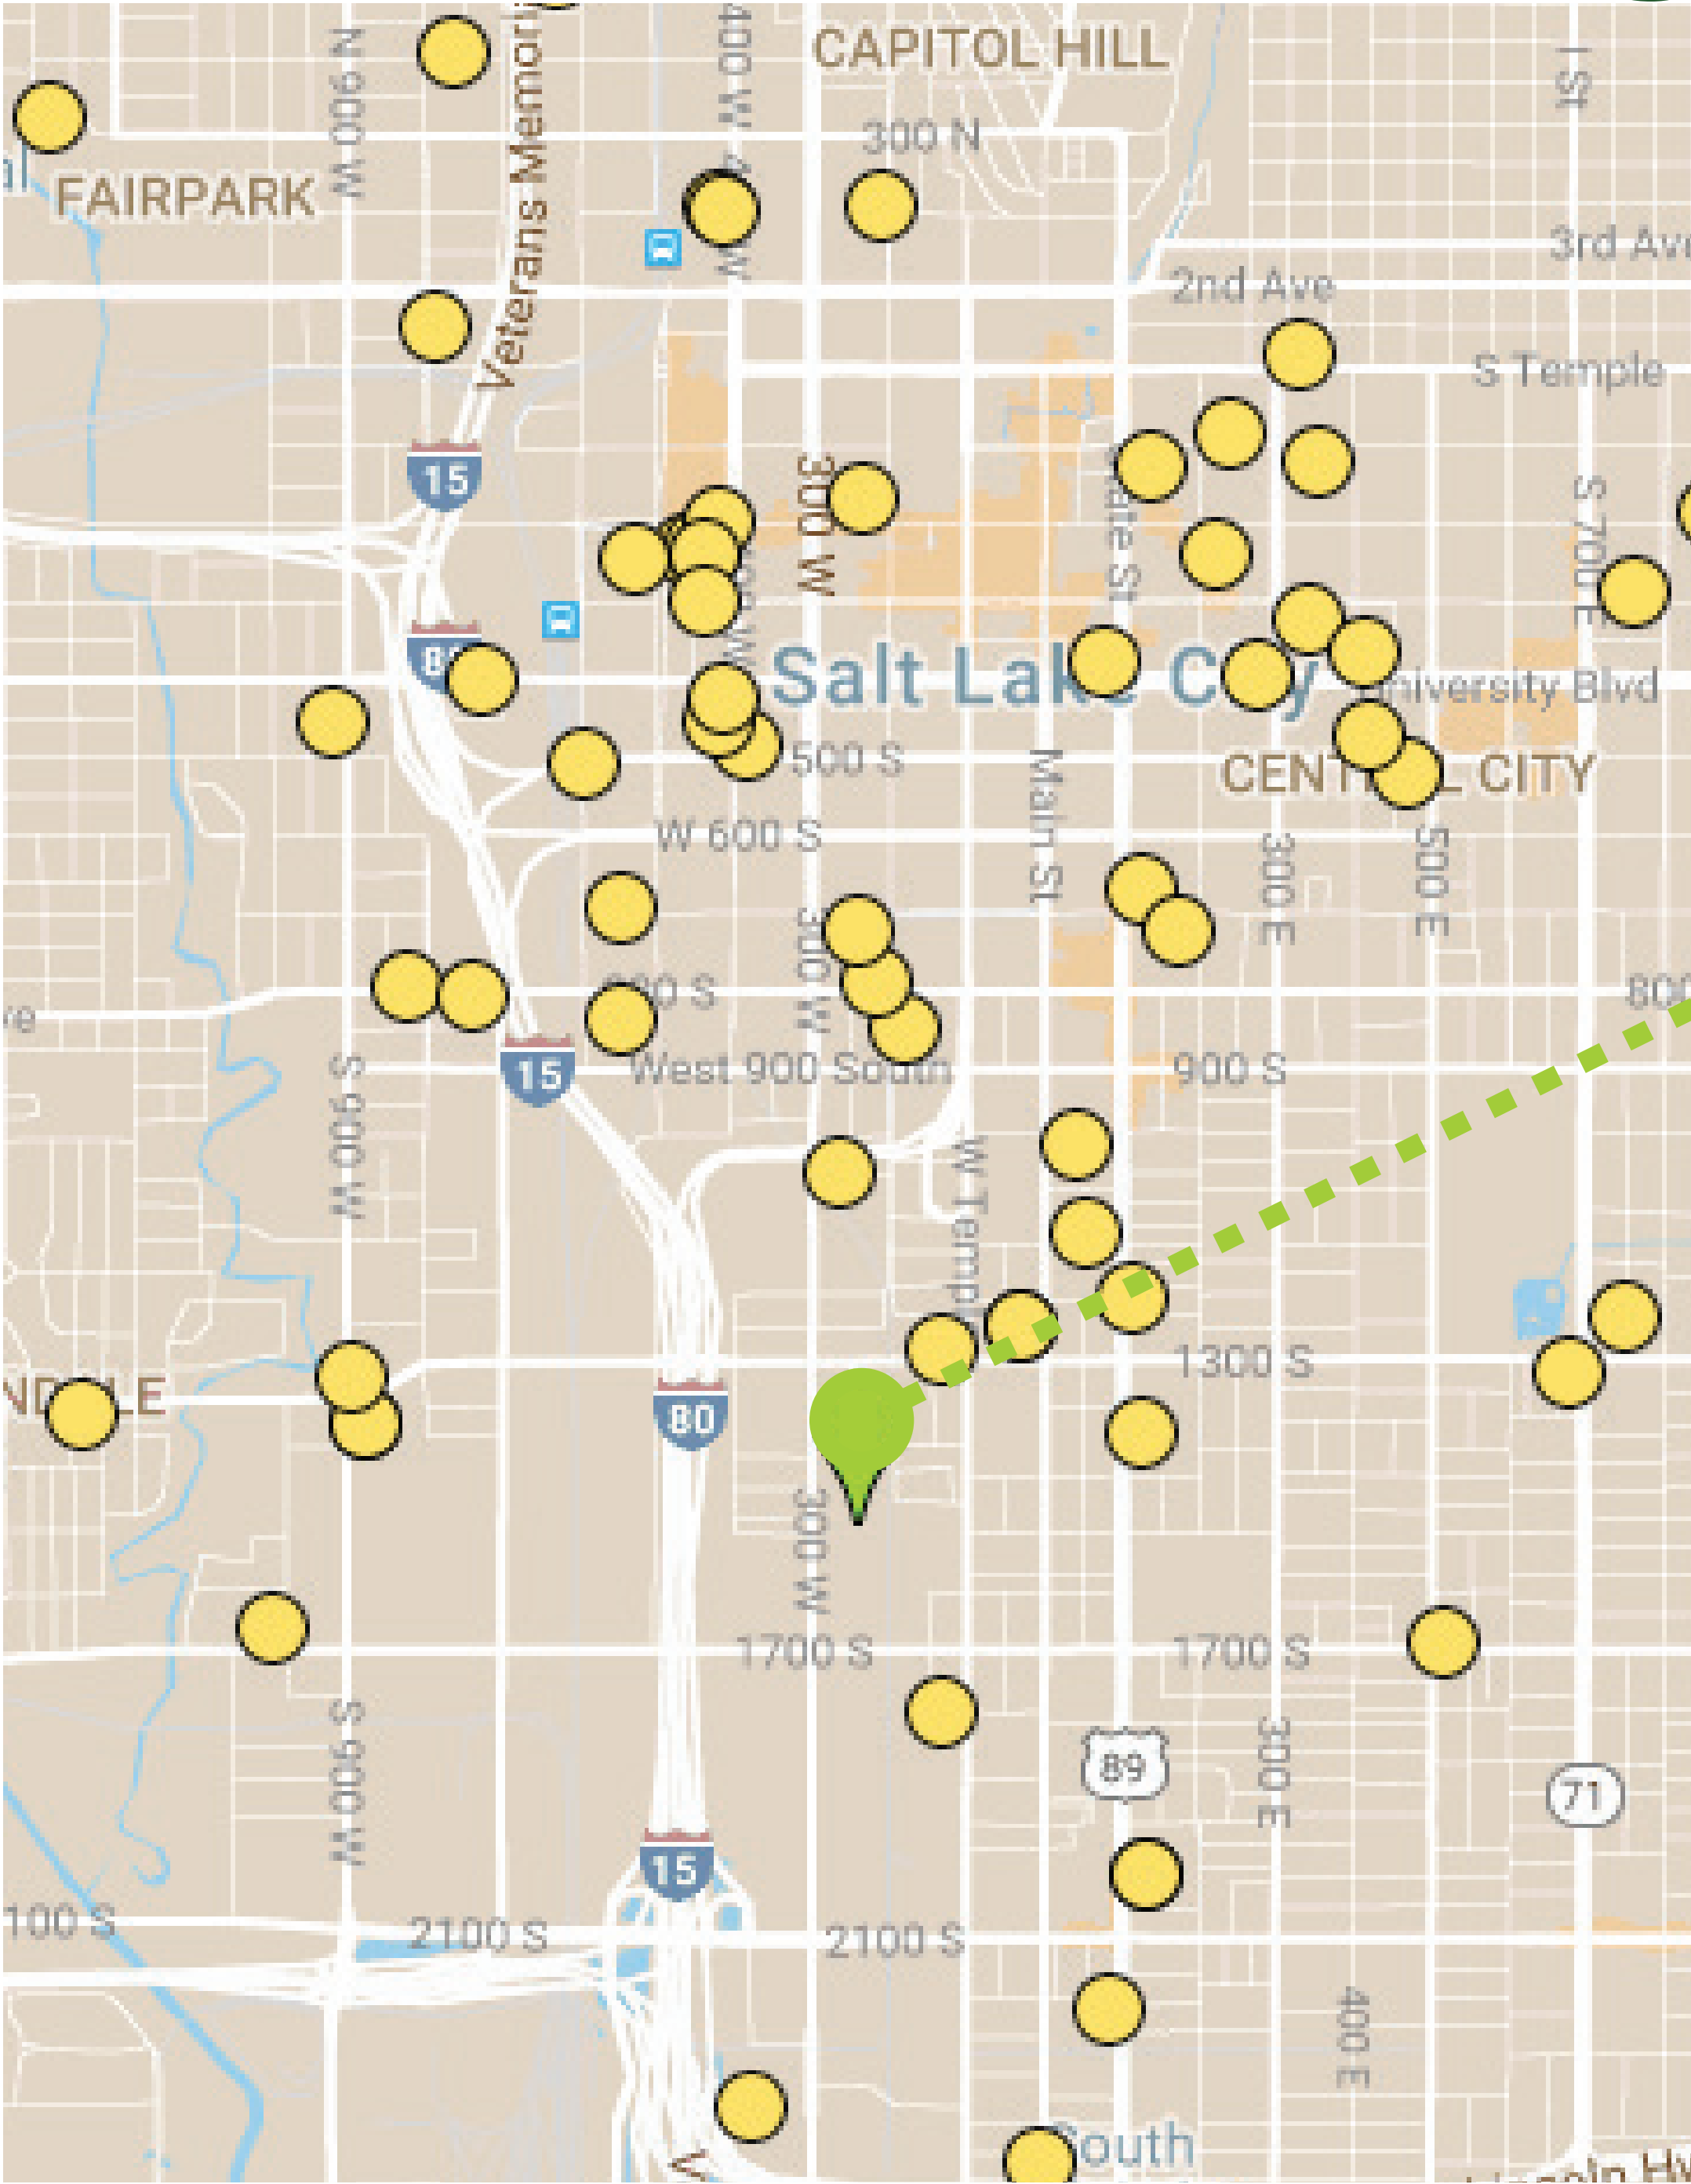 CAPITOL HILL
400 W
N 900 W
Veterans Memori
I St
300 N
FAIRPARK
3rd Ave
2nd Ave
S Temple
15
300 W
S 700 E
Salt Lake City
University Blvd
500 S
CENTRAL CITY
Main St
W 600 S
300 E
500 E
300 W
800
15
West 900 South
900 S
S 900 W
W Temple
1300 S
80
300 W
1700 S
1700 S
S 900 W
89
300 E
71
15
2100 S
2100 S
400 E
South